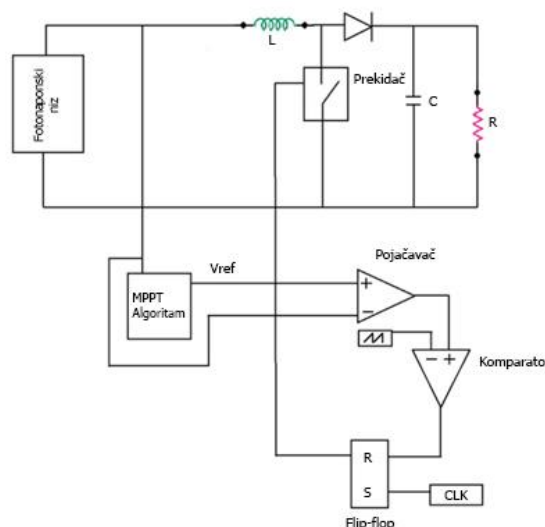 L
Prekidač
Fotonaponski
niz
C
R
Vref
Pojačavač
MPPT
Algoritam
+
−
− +
Komparato
R
S
CLK
Flip-flop